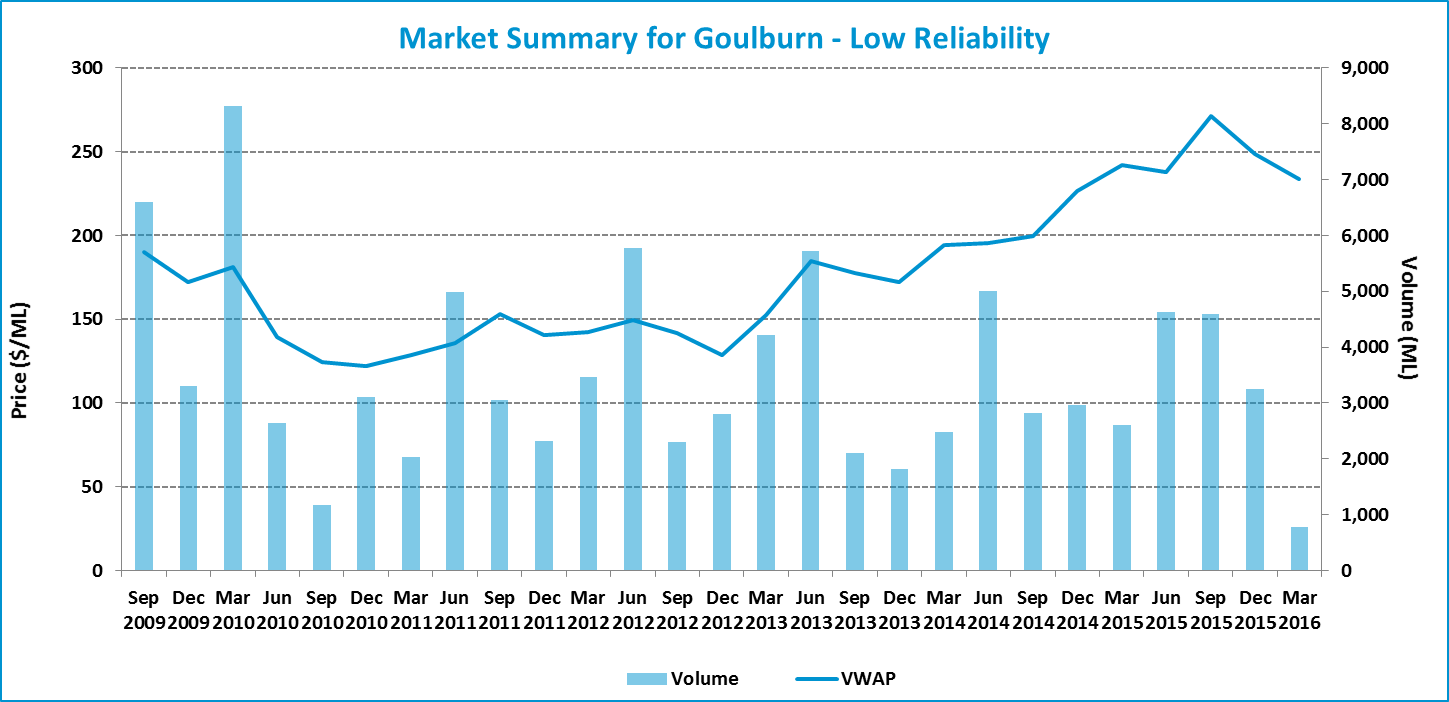 Market Summary for Goulburn - Low Reliability
300 9,000
8,000
250
7,000
200 6,000
5,000
150
4,000
100 3,000
2,000
50
1,000
0 0
Price ($/ML)
Volume (ML)
Sep Dec Mar Jun Sep Dec Mar Jun Sep Dec Mar Jun Sep Dec Mar Jun Sep Dec Mar Jun Sep Dec Mar Jun Sep Dec Mar
2009 2009 2010 2010 2010 2010 2011 2011 2011 2011 2012 2012 2012 2012 2013 2013 2013 2013 2014 2014 2014 2014 2015 2015 2015 2015 2016
Volume VWAP